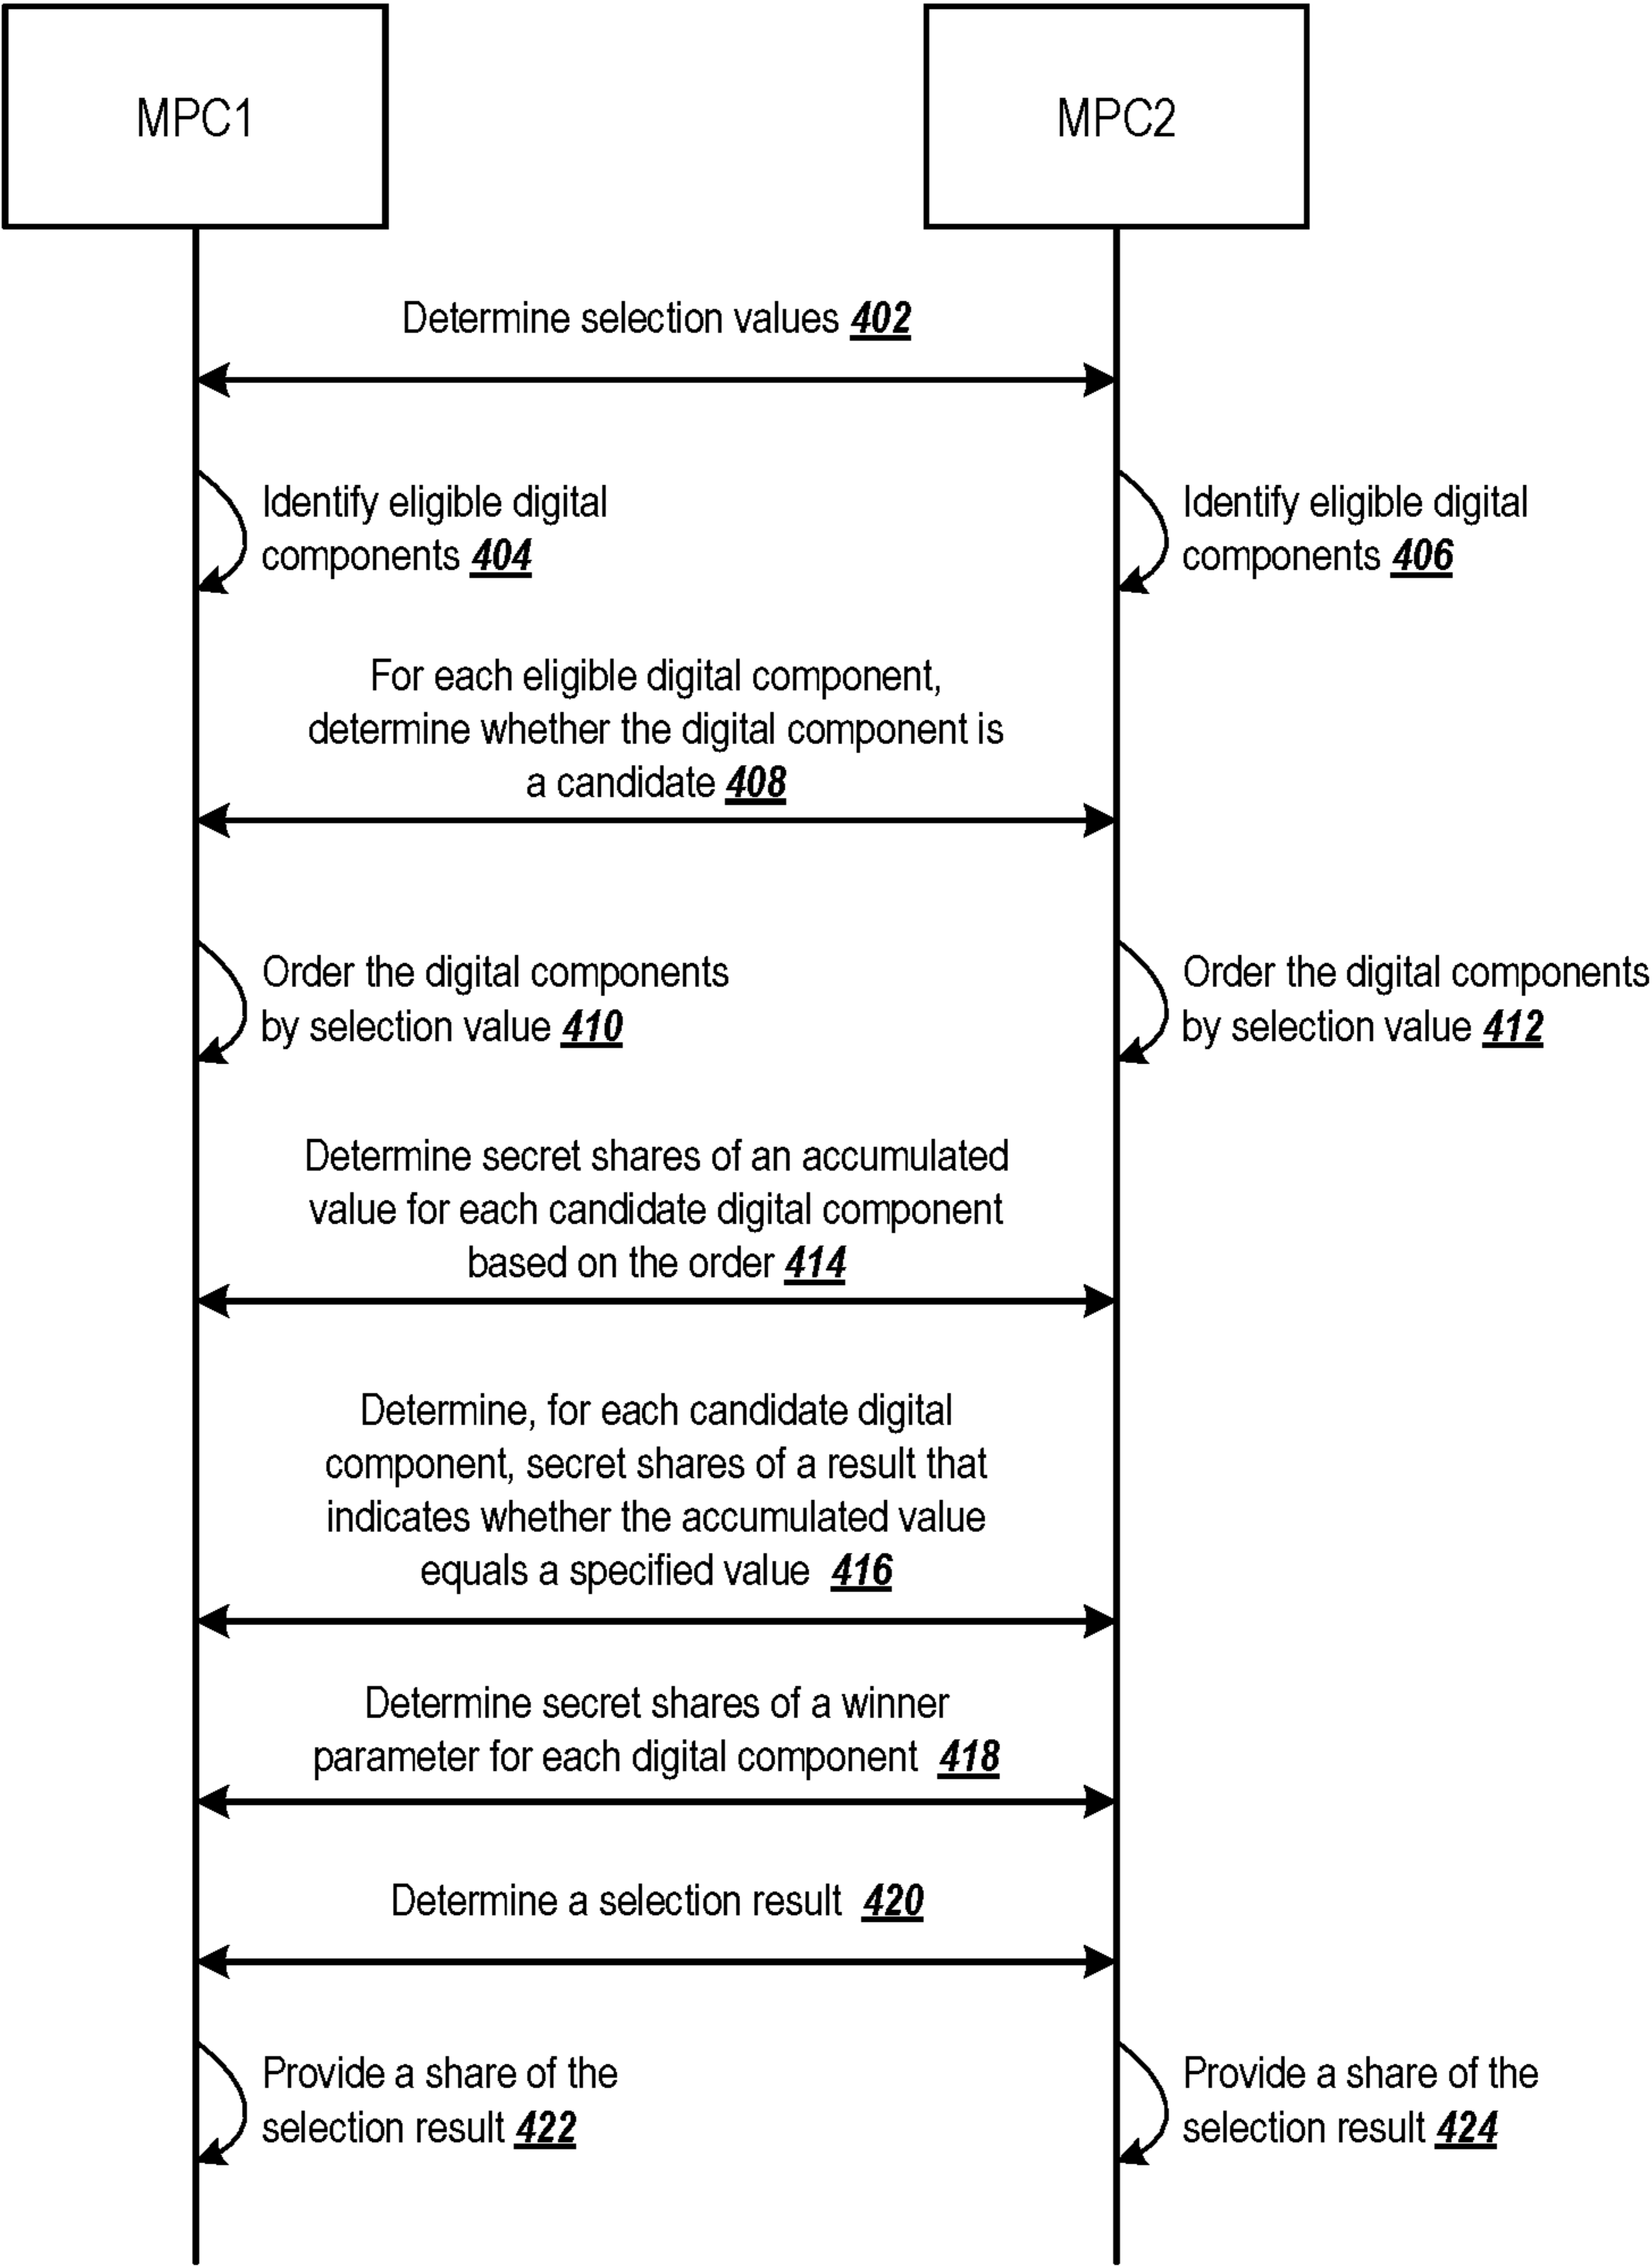 MPC1
MPC2
Determine selection values 402
Identify eligible digital
components 404
Identify eligible digital
components 406
For each eligible digital component,
determine whether the digital component is
a candidate 408
Order the digital components
by selection value 410
Order the digital components
by selection value 412
Determine secret shares of an accumulated
value for each candidate digital component
based on the order 414
Determine, for each candidate digital
component, secret shares of a result that
indicates whether the accumulated value
equals a specified value 416
Determine secret shares of a winner
parameter for each digital component 418
Determine a selection result 420
Provide a share of the
selection result 422
Provide a share of the
selection result 424